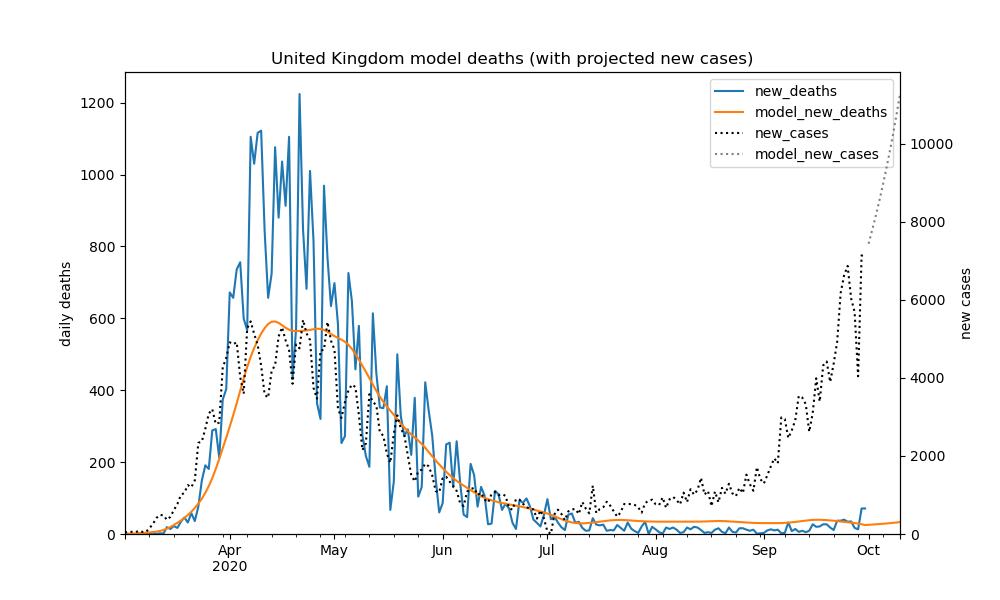 United Kingdom model deaths (with projected new cases)
new_deaths
model_new_deaths
new_cases
model_new_cases
daily deaths
1200
1000
800
600
400
200
0
new cases
10000
8000
6000
4000
2000
0
Apr
2020
May
Jun
Jul
Aug
Sep
Oct